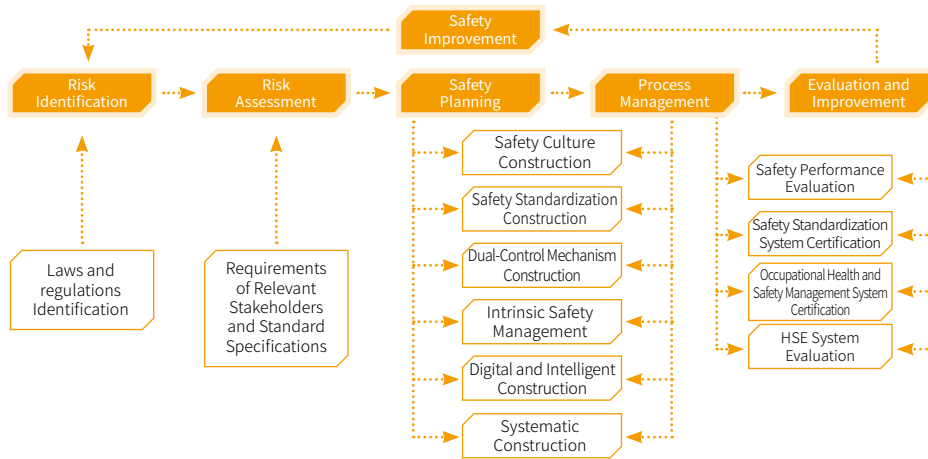 Safety
Improvement
Risk
Identification
Risk
Assessment
Safety
Planning
Process
Management
Evaluation and
Improvement
Laws and
regulations
Identification
Requirements
of Relevant
Stakeholders
and Standard
Specifications
Safety Culture
Construction
Safety Standardization
Construction
Dual-Control Mechanism
Construction
Intrinsic Safety
Management
Digital and Intelligent
Construction
Systematic
Construction
Safety Performance
Evaluation
Safety Standardization
System Certification
Occupational Health and
Safety Management System
Certification
HSE System
Evaluation